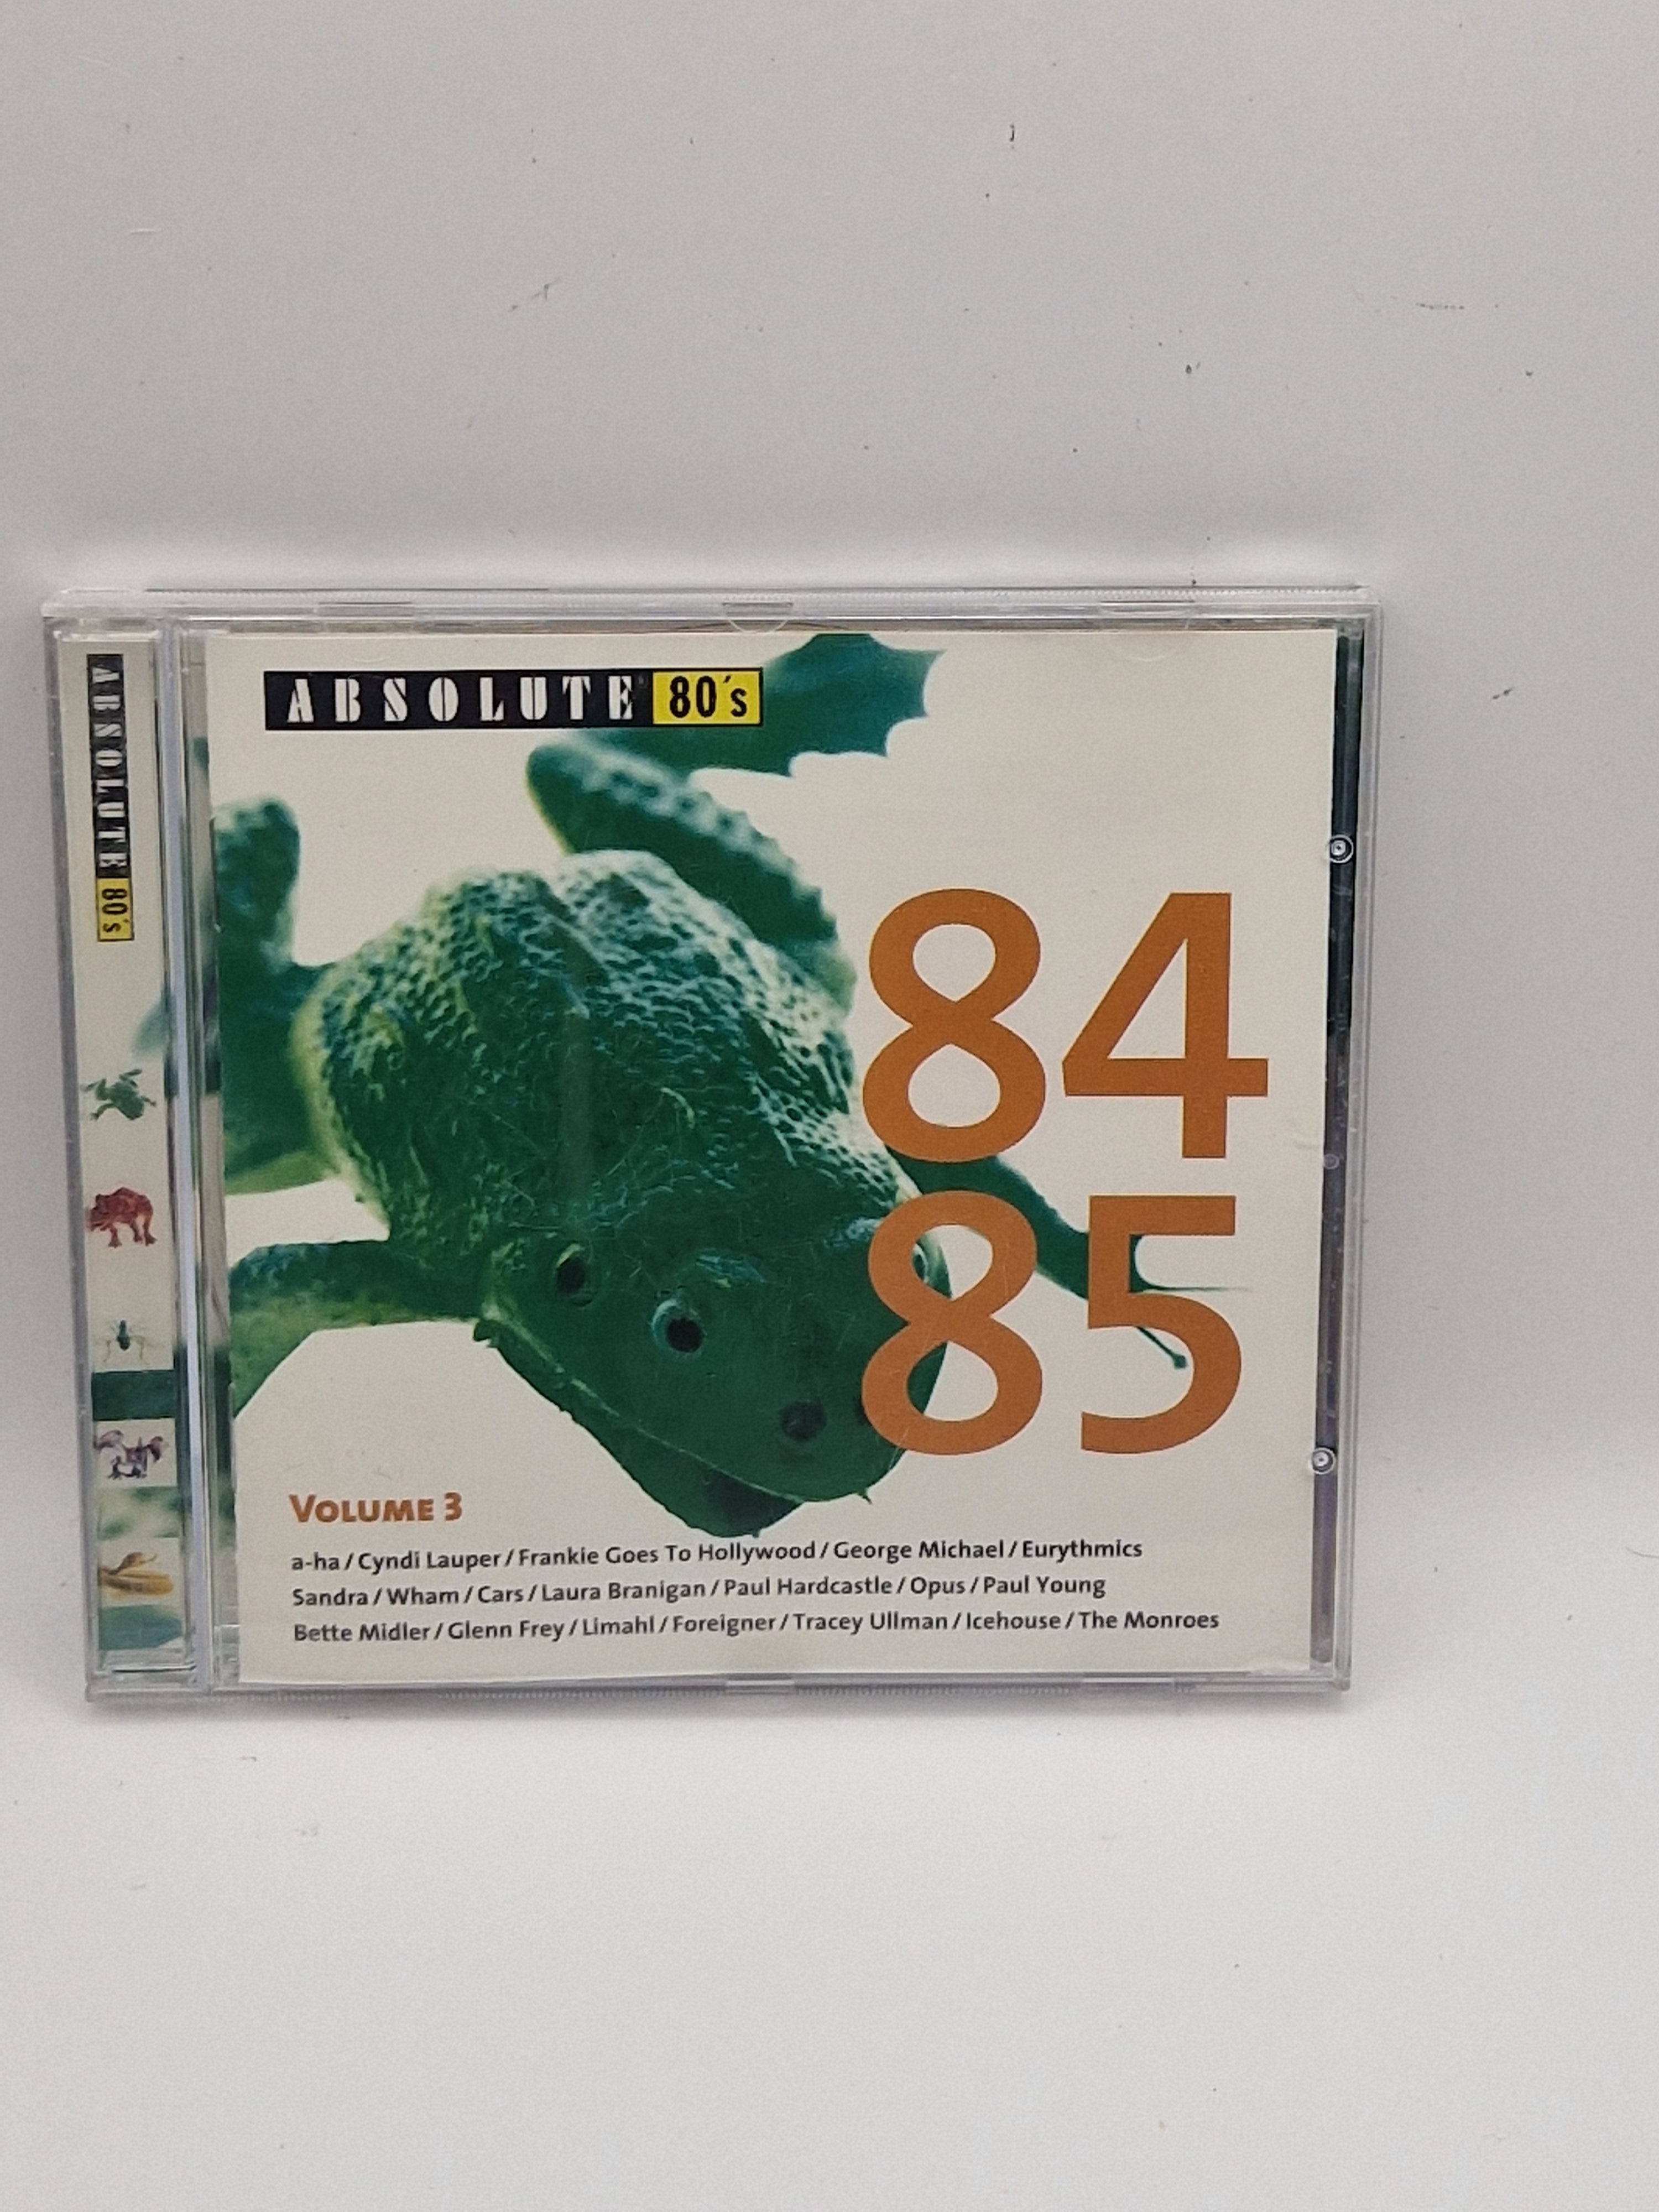 ABSOLUTE 80's
ABSOLUTE 80's
84
85
VOLUME 3
a-ha / Cyndi Lauper / Frankie Goes To Hollywood / George Michael / Eurythmics
Sandra / Wham / Cars / Laura Branigan / Paul Hardcastle / Opus / Paul Young
Bette Midler / Glenn Frey / Limahl / Foreigner / Tracey Ullman / Icehouse / The Monroes